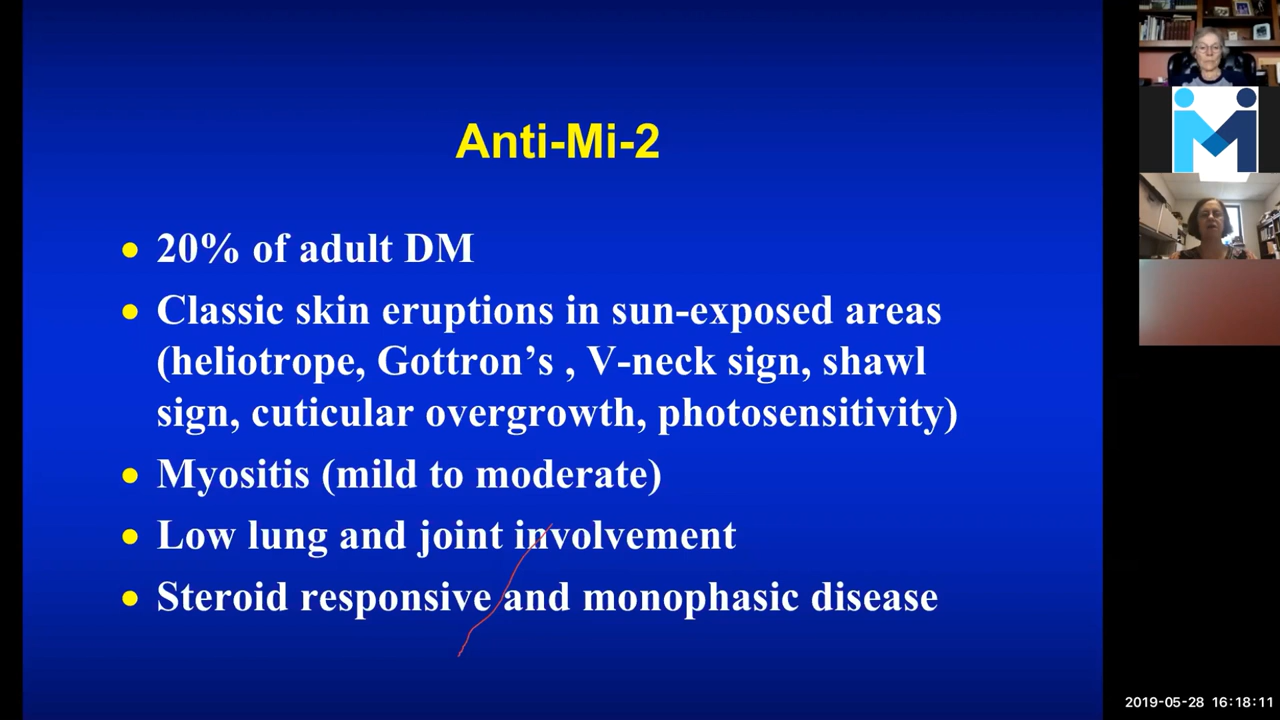 Anti-Mi-2
• 20% of adult DM
• Classic skin eruptions in sun-exposed areas
(heliotrope, Gottron’s , V-neck sign, shawl
sign, cuticular overgrowth, photosensitivity)
• Myositis (mild to moderate)
• Low lung and joint involvement
• Steroid responsive and monophasic disease
2019-05-28 16:18:11